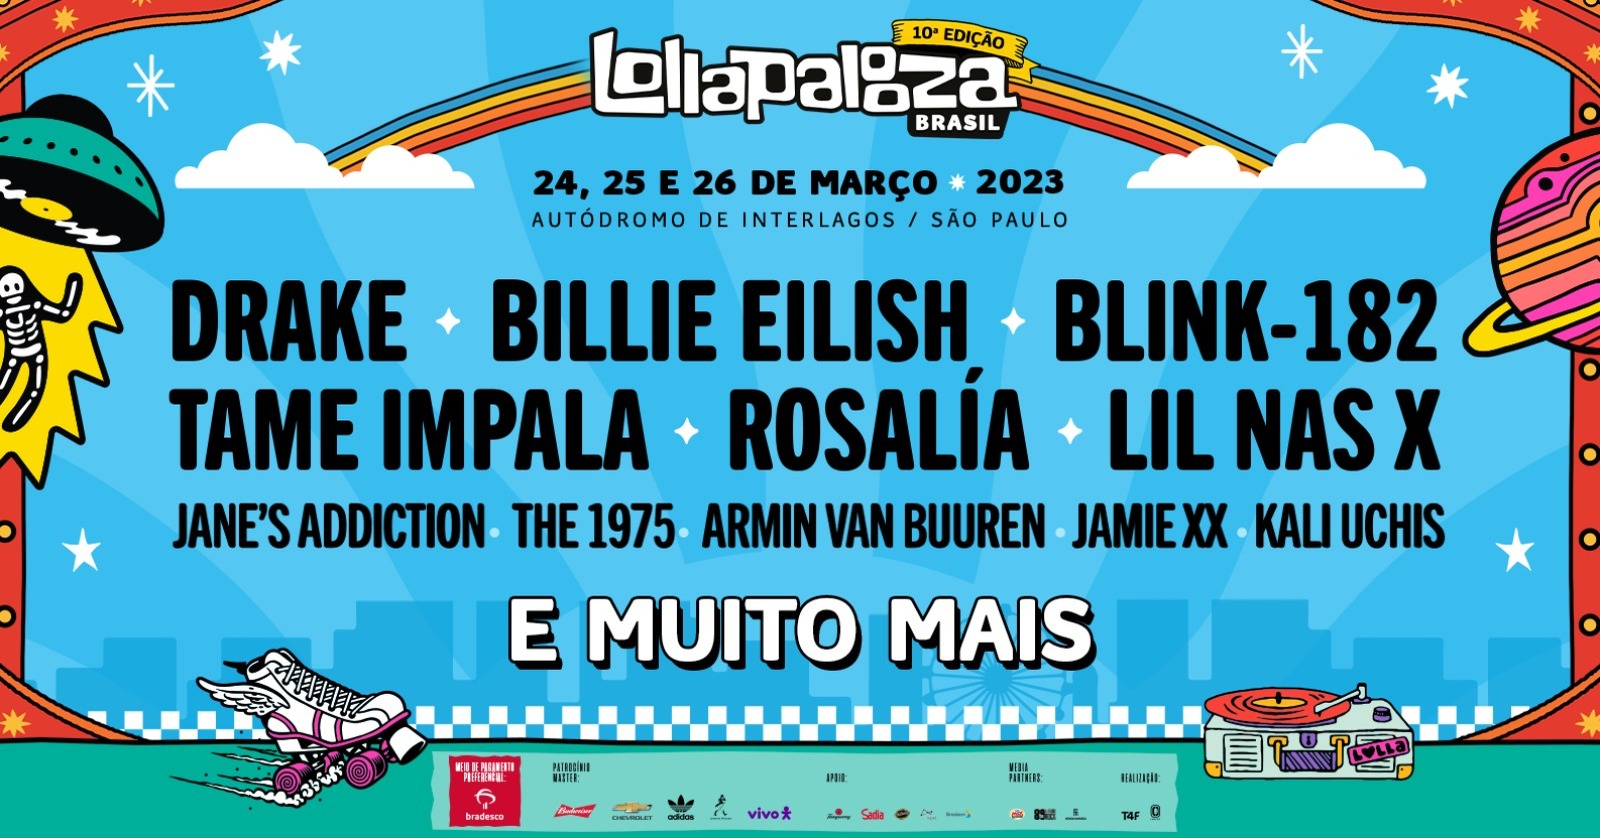 Lollapalooza
10ª EDIÇÃO
BRASIL
24, 25 E 26 DE MARÇO 2023
AUTÓDROMO DE INTERLAGOS / SÃO PAULO
DRAKE BILLIE EILISH BLINK-182
TAME IMPALA ROSALÍA LIL NAS X
JANE'S ADDICTION THE 1975 ARMIN VAN BUUREN JAMIE XX KALI UCHIS
E MUITO MAIS
LOLLA
MEIO DE PAGAMENTO
PREFERENCIAL:
bradesco
PATROCÍNIO
MASTER:
Budweiser
CHEVROLET
adidas
vivo
APOIO:
Sadia
MEDIA
PARTNERS:
89
REALIZAÇÃO:
T4F